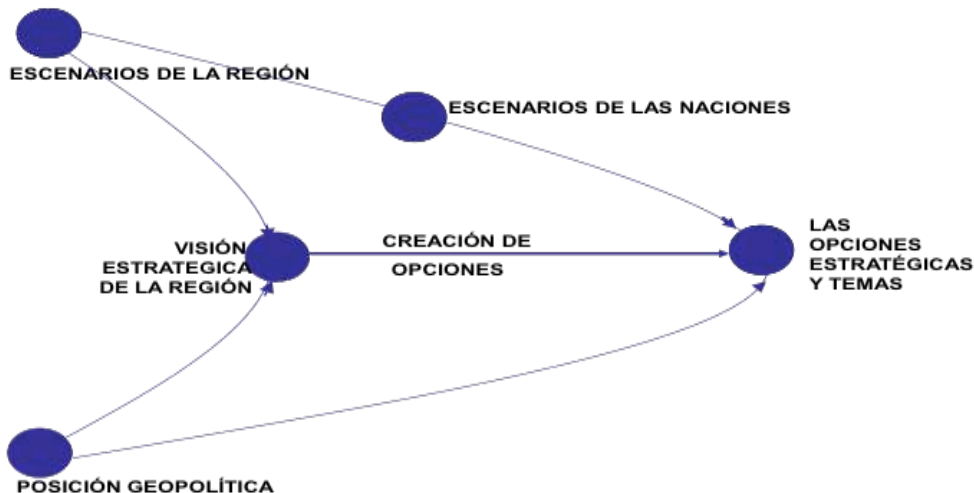 ESCENARIOS DE LA REGIÓN
ESCENARIOS DE LAS NACIONES
VISIÓN
ESTRATEGICA
DE LA REGIÓN
CREACIÓN DE
OPCIONES
LAS
OPCIONES
ESTRATÉGICAS
Y TEMAS
POSICIÓN GEOPOLÍTICA